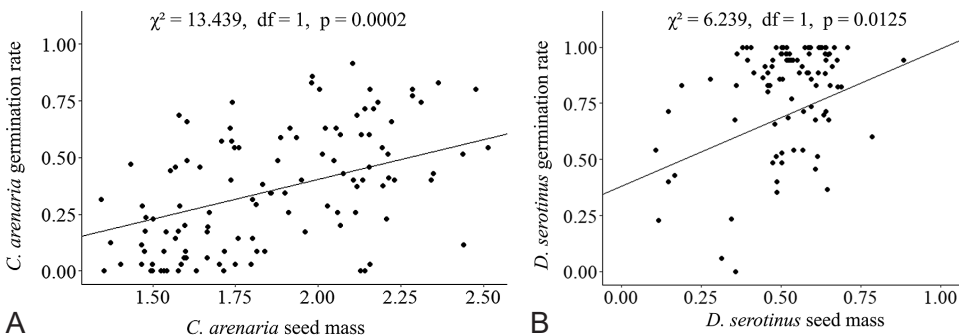 χ² = 13.439, df = 1, p = 0.0002
C. arenaria germination rate
1.00
0.75
0.50
0.25
0.00
1.50 1.75 2.00 2.25 2.50
C. arenaria seed mass
A
χ² = 6.239, df = 1, p = 0.0125
D. serotinus germination rate
1.00
0.75
0.50
0.25
0.00
0.00 0.25 0.50 0.75 1.00
D. serotinus seed mass
B